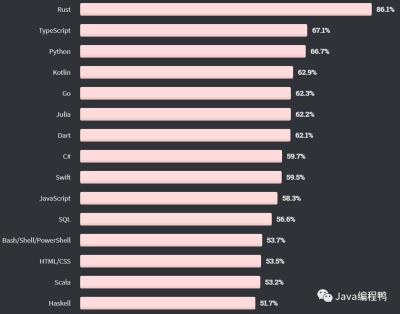 Rust 86.1%
TypeScript 67.1%
Python 66.7%
Kotlin 62.9%
Go 62.3%
Julia 62.2%
Dart 62.1%
C# 59.7%
Swift 59.5%
JavaScript 58.3%
SQL 56.6%
Bash/Shell/PowerShell 53.7%
HTML/CSS 53.5%
Scala 53.2%
Haskell 51.7%
Java编程鸭